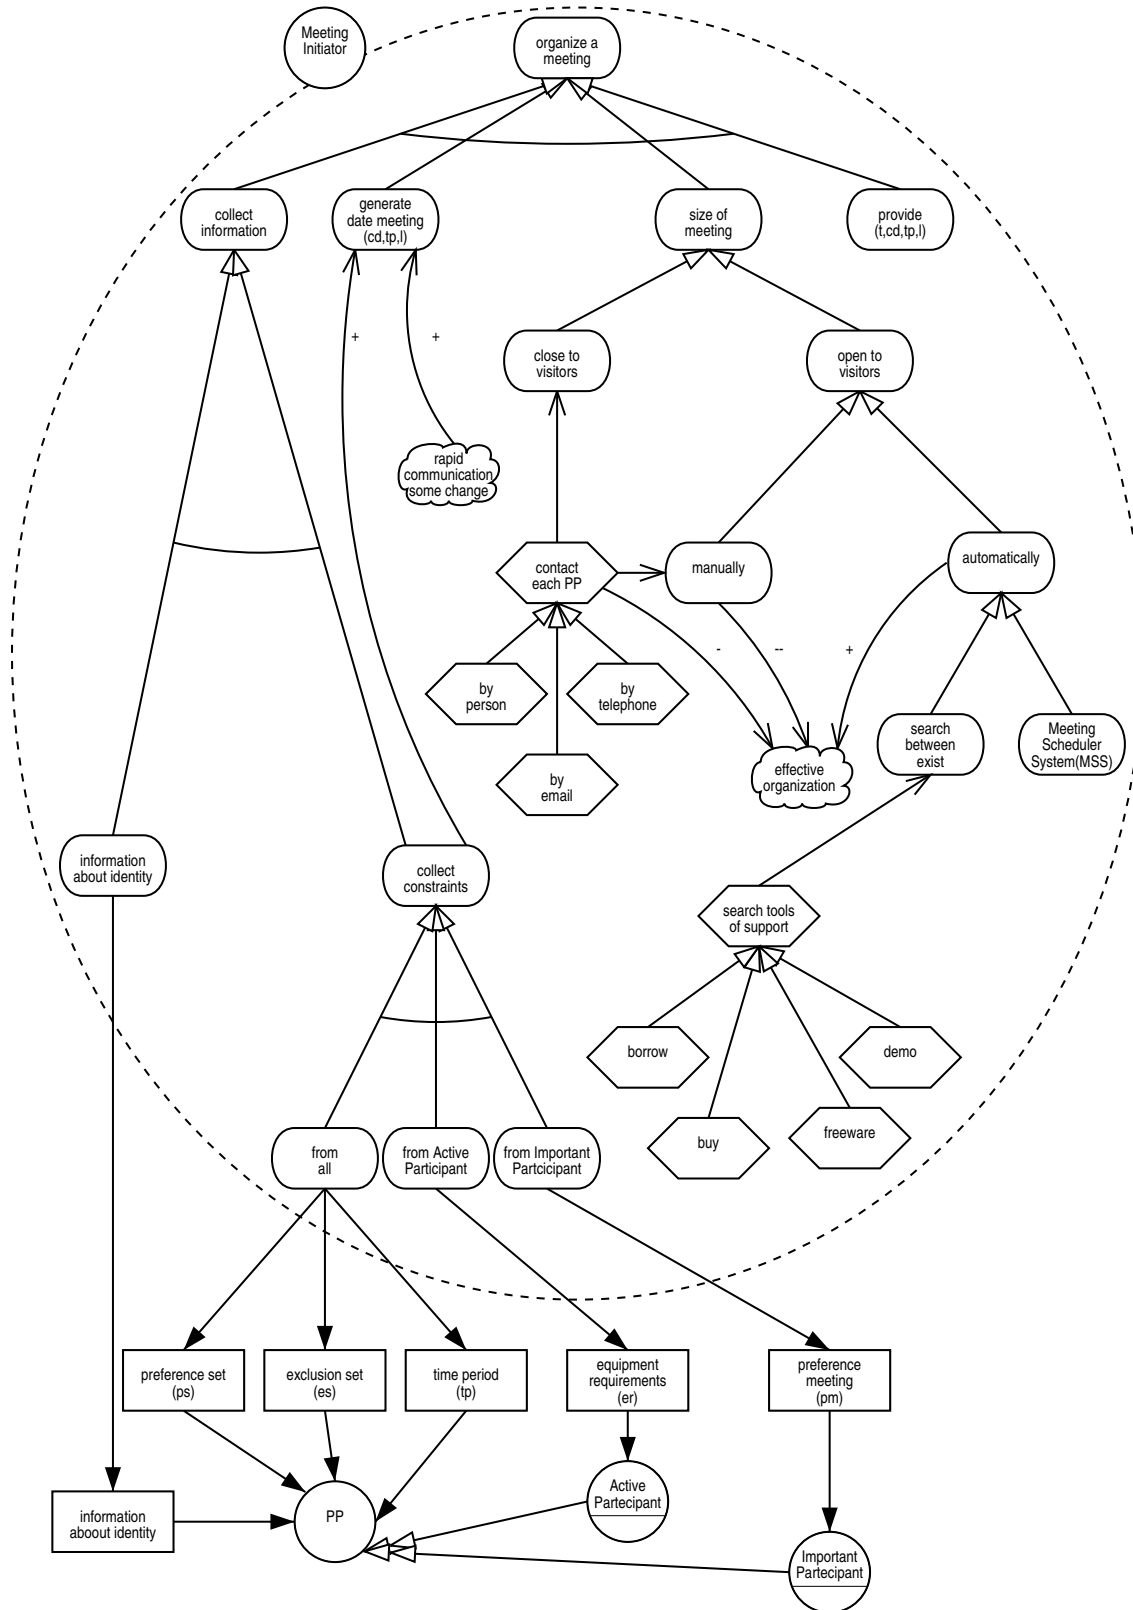 Meeting
Initiator
organize a
meeting
collect
information
generate
date meeting
(cd,tp,l)
size of
meeting
provide
(t,cd,tp,l)
+
+
close to
visitors
open to
visitors
rapid
communication
some change
contact
each PP
manually
automatically
-
--
+
by
person
by
telephone
by
email
effective
organization
search
between
exist
Meeting
Scheduler
System(MSS)
information
about identity
collect
constraints
search tools
of support
borrow
demo
buy
freeware
from
all
from Active
Participant
from Important
Partcicipant
preference set
(ps)
exclusion set
(es)
time period
(tp)
equipment
requirements
(er)
preference
meeting
(pm)
information
aboout identity
PP
Active
Partecipant
Important
Partecipant